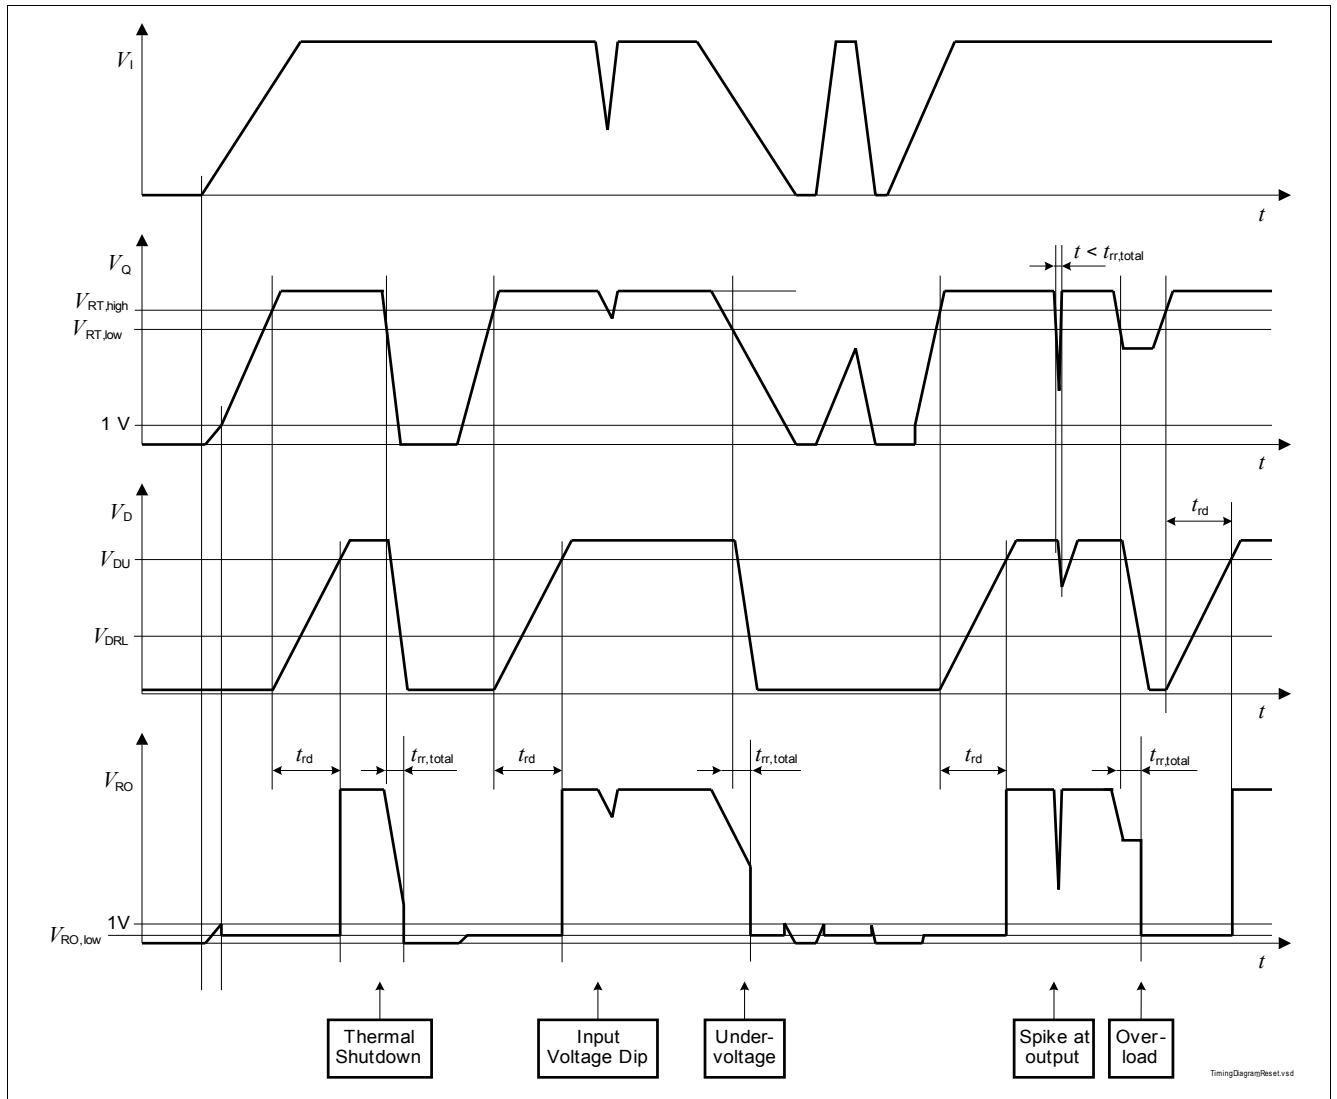 V_I
t
V_Q
t < t_rr,total
V_RT,high
V_RT,low
1 V
t
V_D
t_rd
V_DU
V_DRL
t
V_RO
t_rd
t_rr,total
t_rd
t_rr,total
t_rd
t_rr,total
1V
V_RO,low
t
Thermal
Shutdown
Input
Voltage Dip
Under-
voltage
Spike at
output
Over-
load
TimingDiagramReset.vsd